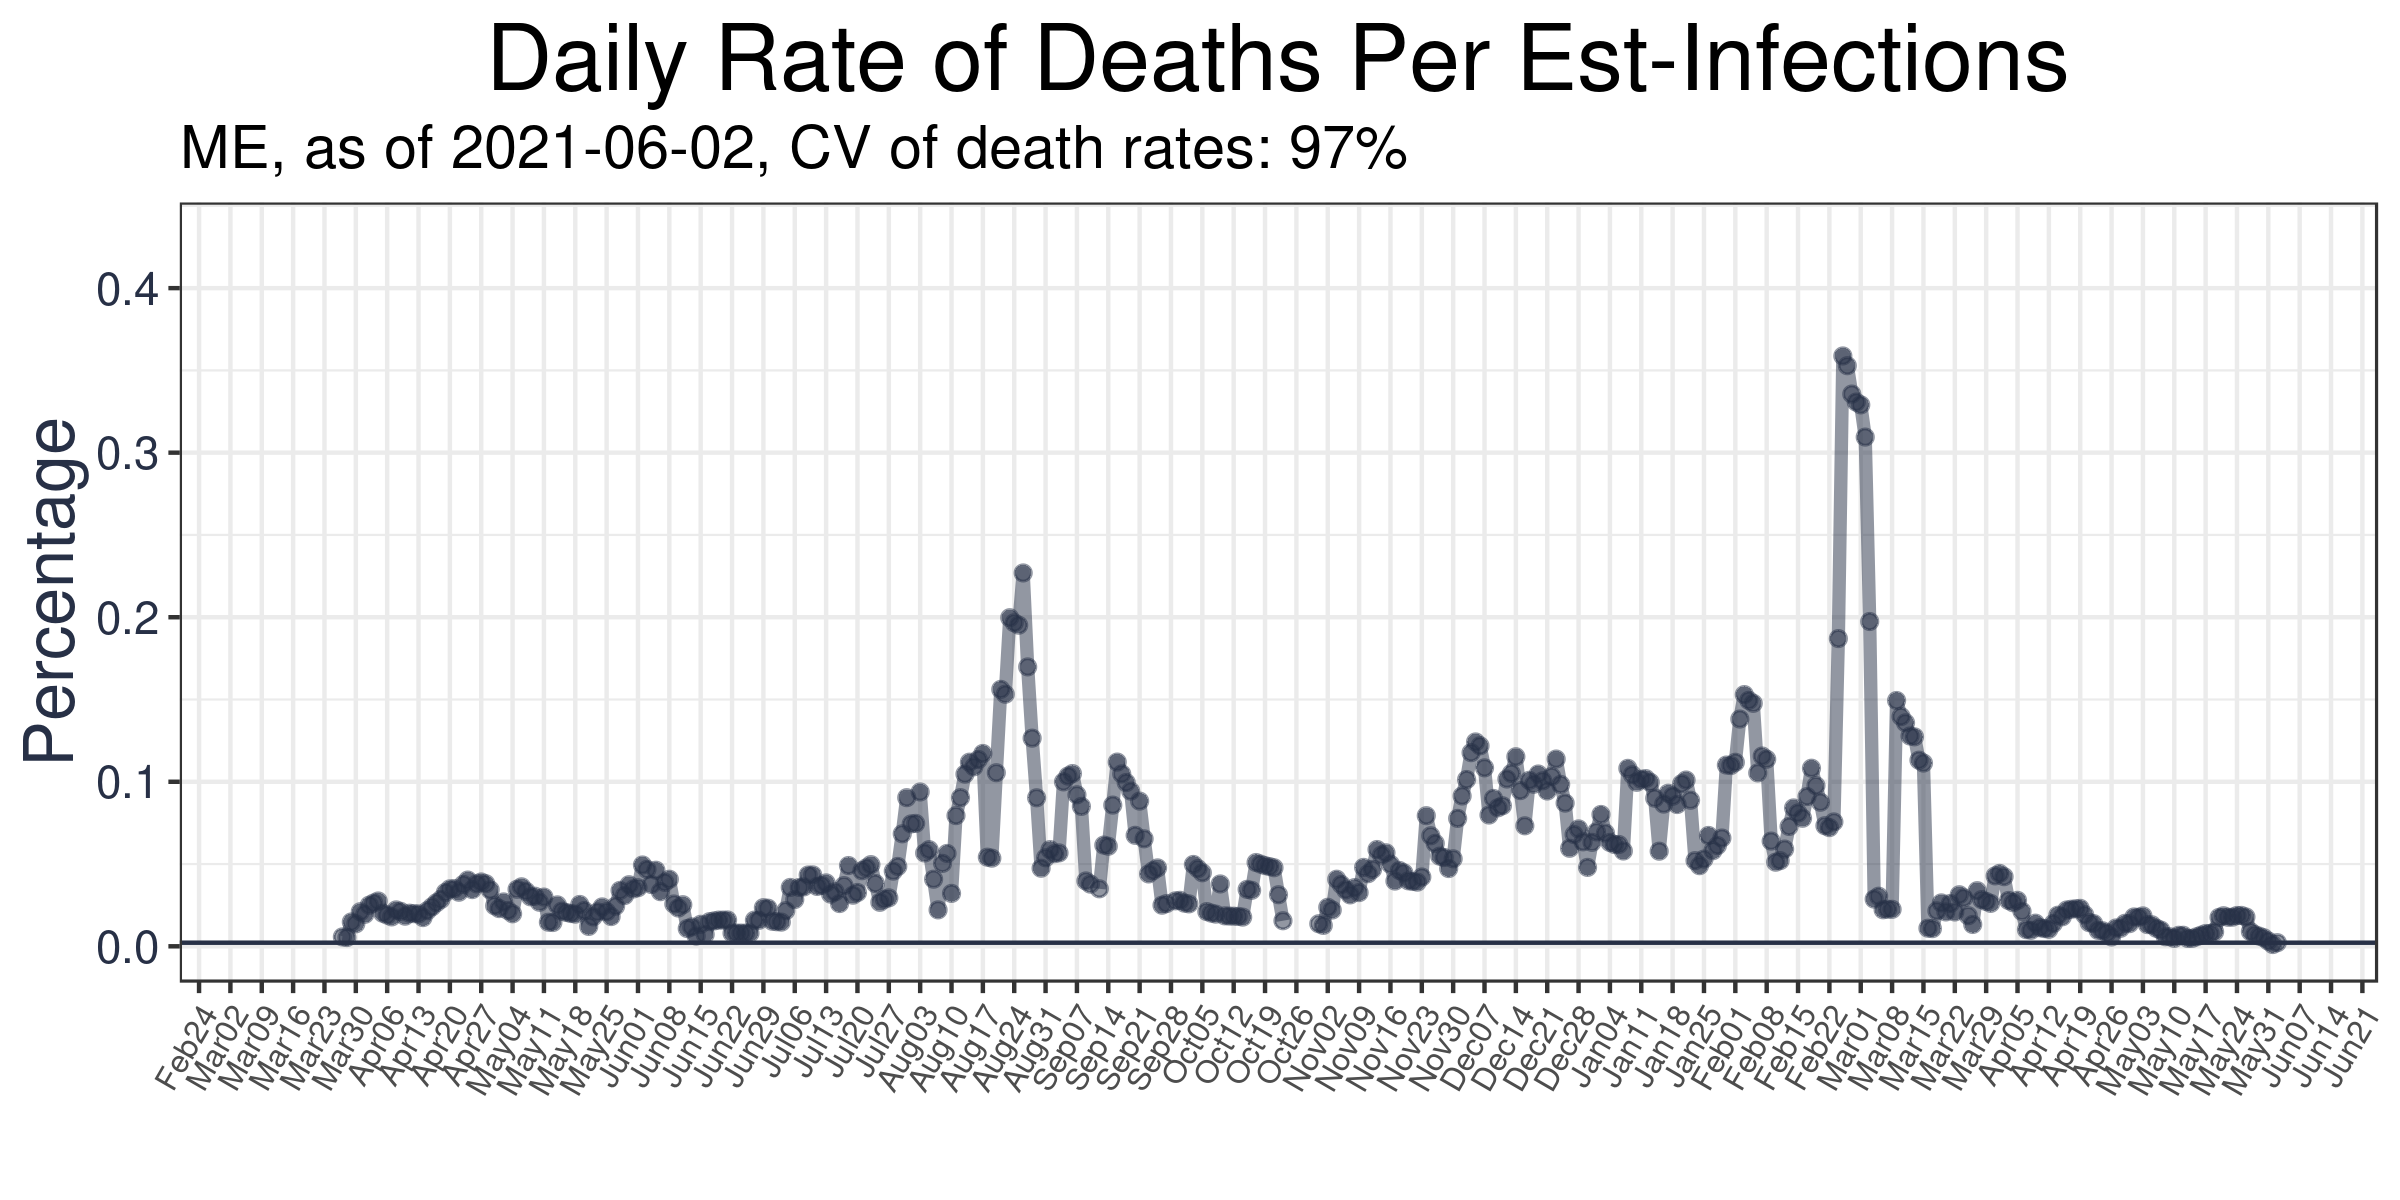 Daily Rate of Deaths Per Est-Infections
ME, as of 2021-06-02, CV of death rates: 97%
Percentage
0.4
0.3
0.2
0.1
0.0
Feb24
Mar02
Mar09
Mar16
Mar23
Mar30
Apr06
Apr13
Apr20
Apr27
May04
May11
May18
May25
Jun01
Jun08
Jun15
Jun22
Jun29
Jul06
Jul13
Jul20
Jul27
Aug03
Aug10
Aug17
Aug24
Aug31
Sep07
Sep14
Sep21
Sep28
Oct05
Oct12
Oct19
Oct26
Nov02
Nov09
Nov16
Nov23
Nov30
Dec07
Dec14
Dec21
Dec28
Jan04
Jan11
Jan18
Jan25
Feb01
Feb08
Feb15
Feb22
Mar01
Mar08
Mar15
Mar22
Mar29
Apr05
Apr12
Apr19
Apr26
May03
May10
May17
May24
May31
Jun07
Jun14
Jun21